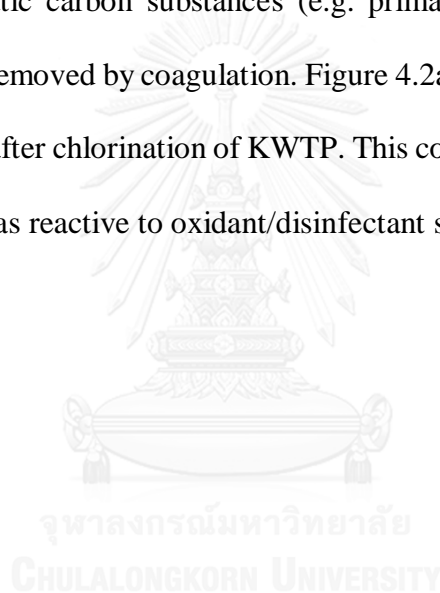 tic carbon substances (e.g. prima
emoved by coagulation. Figure 4.2a
fter chlorination of KWTP. This co
as reactive to oxidant/disinfectant s
จุฬาลงกรณ์มหาวิทยาลัย
CHULALONGKORN UNIVERSITY